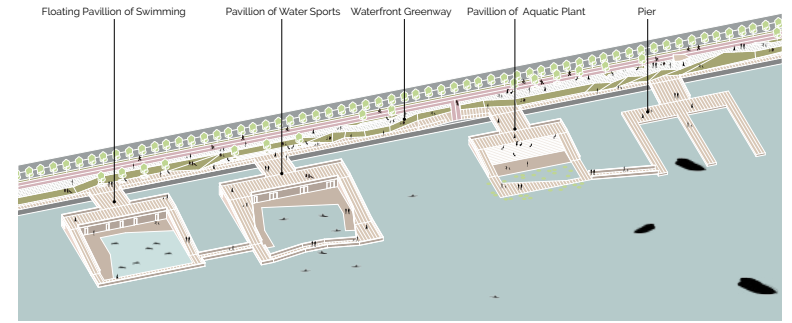 Floating Pavillion of Swimming
Pavillion of Water Sports
Waterfront Greenway
Pavillion of Aquatic Plant
Pier